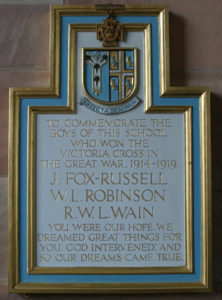 TO COMMEMORATE THE
BOYS OF THIS SCHOOL
WHO WON THE
VICTORIA CROSS IN
THE GREAT WAR, 1914-1919.
J. FOX-RUSSELL
W. L. ROBINSON
R. W. L. WAIN
YOU WERE OUR HOPE, WE
DREAMED GREAT THINGS FOR
YOU. GOD INTERVENED, AND
SO OUR DREAMS CAME TRUE.